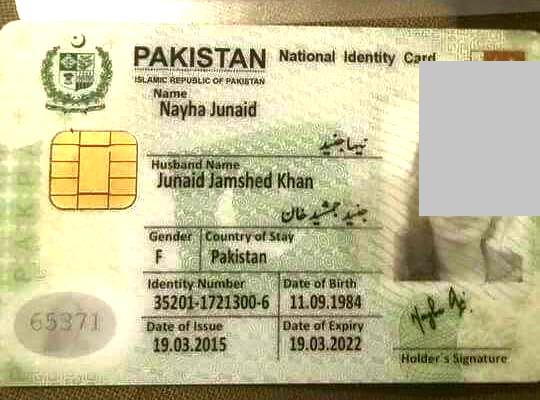 PAKISTAN National Identity Card
ISLAMIC REPUBLIC OF PAKISTAN
Name
Nayha Junaid
نیہا جنید
Husband Name
Junaid Jamshed Khan
جنید جمشید خان
Gender Country of Stay
F Pakistan
Identity Number Date of Birth
35201-1721300-6 11.09.1984
Date of Issue Date of Expiry
65371
19.03.2015 19.03.2022
Holder's Signature